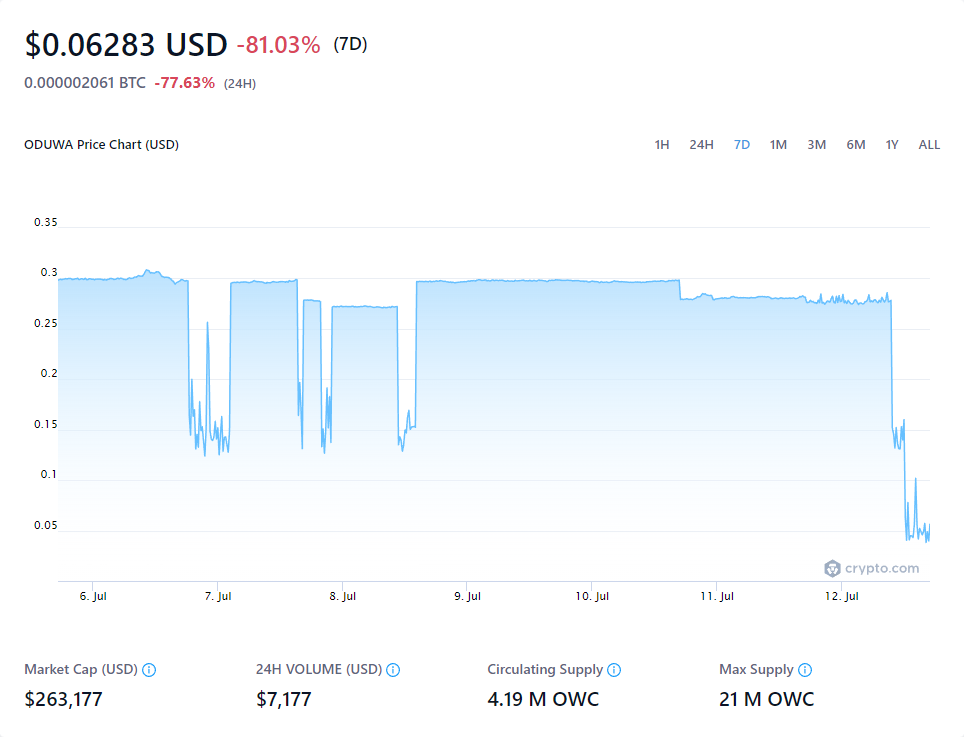 $0.06283 USD -81.03% (7D)
0.000002061 BTC -77.63% (24H)
ODUWA Price Chart (USD) 1H 24H 7D 1M 3M 6M 1Y ALL
0.35
0.3
0.25
0.2
0.15
0.1
0.05
crypto.com
6. Jul 7. Jul 8. Jul 9. Jul 10. Jul 11. Jul 12. Jul
Market Cap (USD) 24H VOLUME (USD) Circulating Supply Max Supply
$263,177 $7,177 4.19 M OWC 21 M OWC